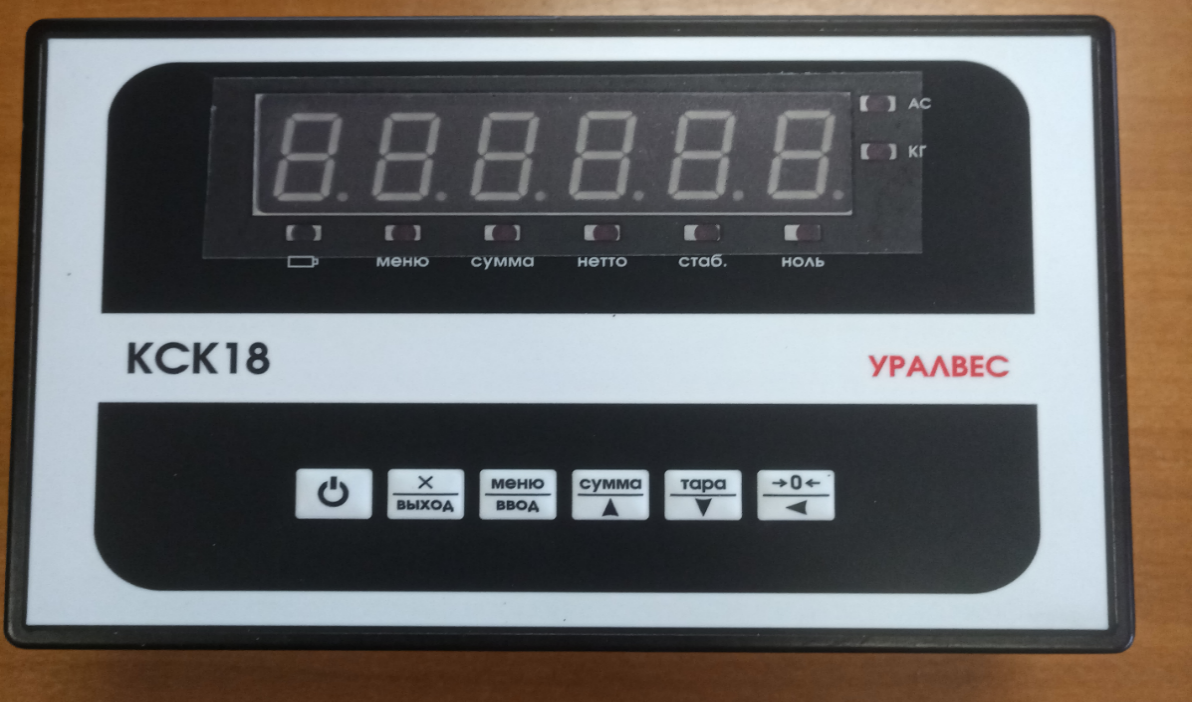 АС
КГ
меню сумма нетто стаб. ноль
КСК18
УРАЛВЕС
× меню сумма тара →0←
ВЫХОД ВВОД ▲ ▼ ◀